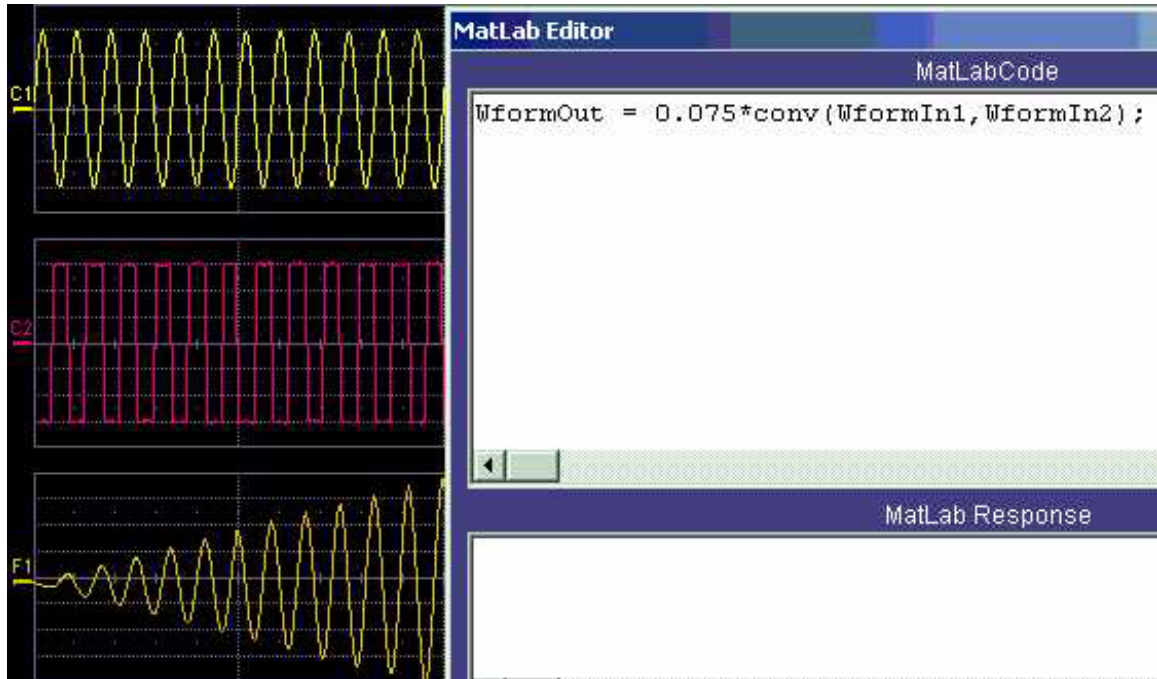 MatLab Editor
MatLabCode
C1
WformOut = 0.075*conv(WformIn1,WformIn2);
C2
MatLab Response
F1